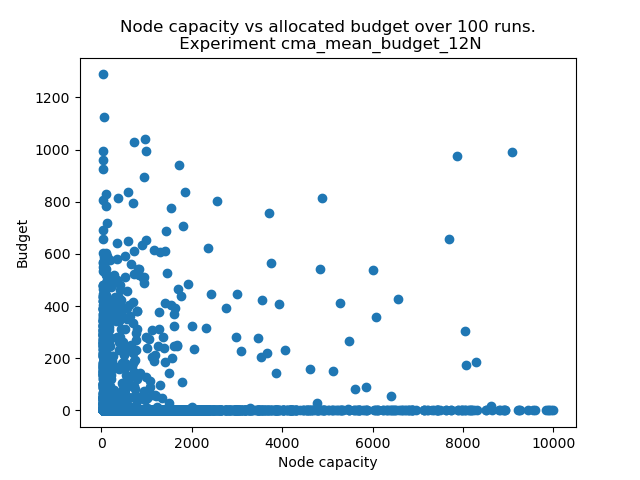 Node capacity vs allocated budget over 100 runs.
Experiment cma_mean_budget_12N
1200
1000
800
600
400
200
0
Budget
0 2000 4000 6000 8000 10000
Node capacity